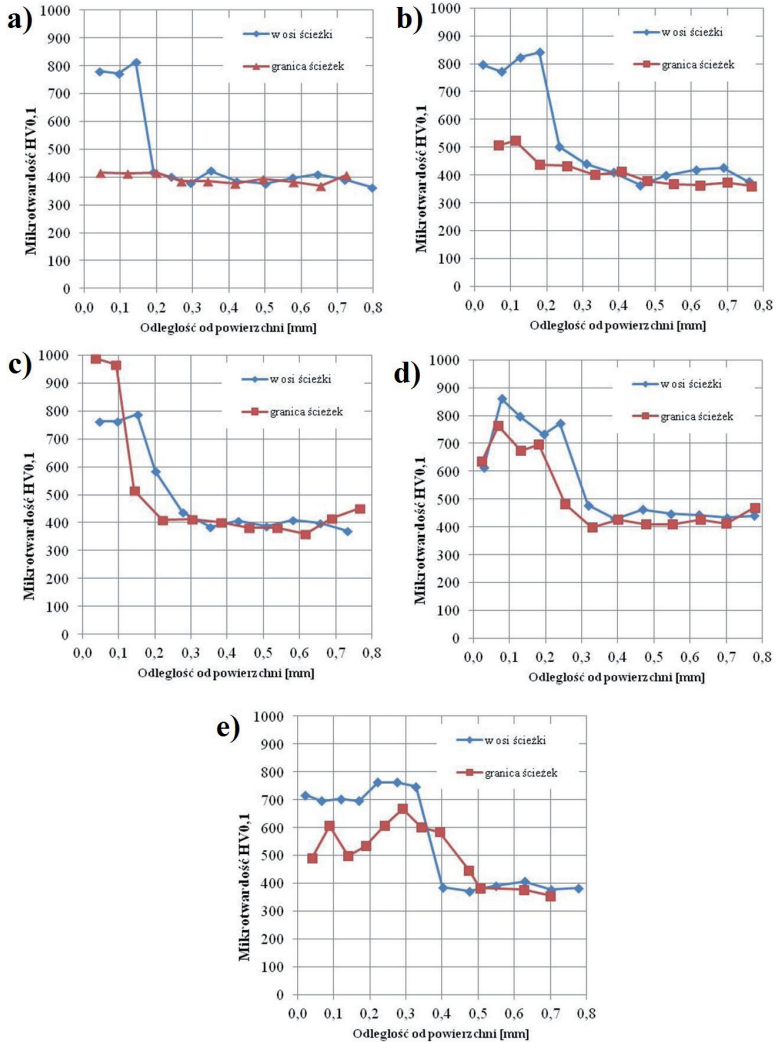 a)
1000
900
800
700
600
500
400
300
200
100
0
Mikrotwardość HV0,1
w osi ścieżki
granica ścieżek
0,0 0,1 0,2 0,3 0,4 0,5 0,6 0,7 0,8
Odległość od powierzchni [mm]
b)
1000
900
800
700
600
500
400
300
200
100
0
Mikrotwardość HV0,1
w osi ścieżki
granica ścieżek
0,0 0,1 0,2 0,3 0,4 0,5 0,6 0,7 0,8
Odległość od powierzchni [mm]
c)
1000
900
800
700
600
500
400
300
200
100
0
Mikrotwardość HV0,1
w osi ścieżki
granica ścieżek
0,0 0,1 0,2 0,3 0,4 0,5 0,6 0,7 0,8
Odległość od powierzchni [mm]
d)
1000
900
800
700
600
500
400
300
200
100
0
Mikrotwardość HV0,1
w osi ścieżki
granica ścieżek
0,0 0,1 0,2 0,3 0,4 0,5 0,6 0,7 0,8
Odległość od powierzchni [mm]
e)
1000
900
800
700
600
500
400
300
200
100
0
Mikrotwardość HV0,1
w osi ścieżki
granica ścieżek
0,0 0,1 0,2 0,3 0,4 0,5 0,6 0,7 0,8
Odległość od powierzchni [mm]